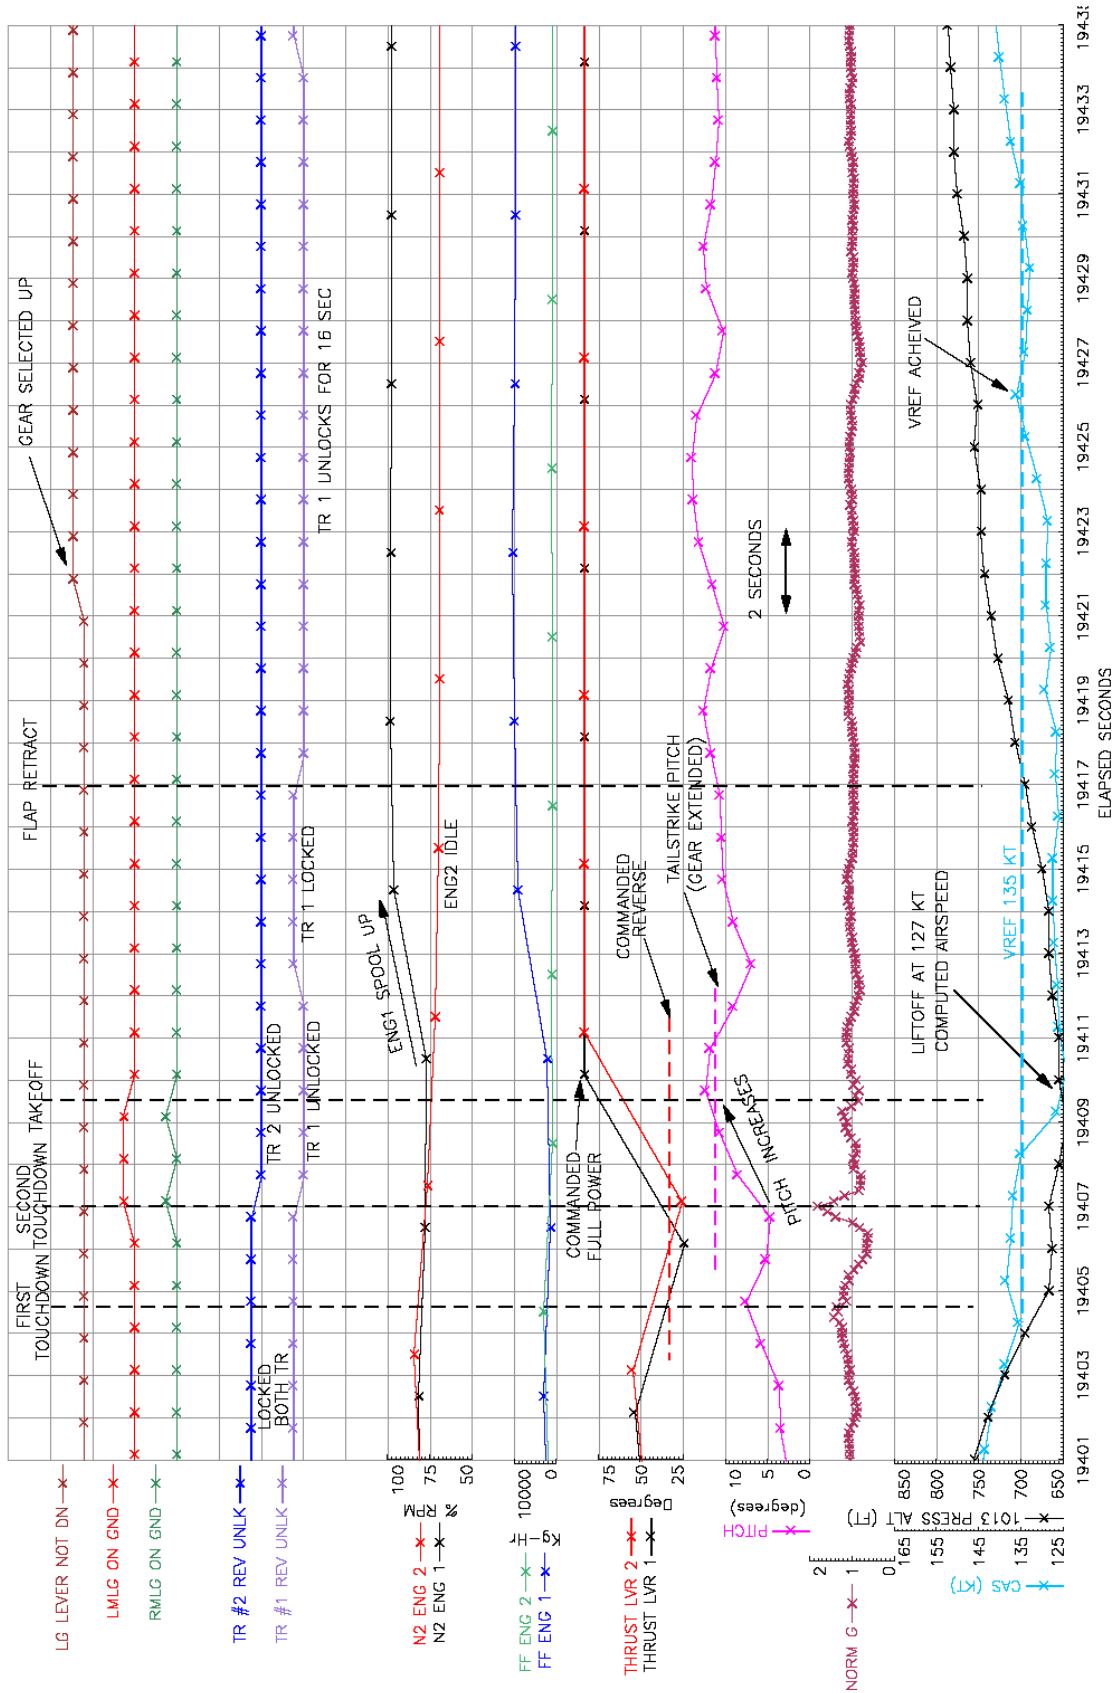 GEAR SELECTED UP
FLAP RETRACT
FIRST
TOUCHDOWN
SECOND
TOUCHDOWN
TAKEOFF
LOCKED
BOTH TR
TR 2 UNLOCKED
TR 1 UNLOCKED
TR 1 LOCKED
TR 1 UNLOCKS FOR 16 SEC
ENG1 SPOOL UP
ENG2 IDLE
COMMANDED
FULL POWER
COMMANDED
REVERSE
TAILSTRIKE PITCH
(GEAR EXTENDED)
PITCH INCREASES
2 SECONDS
VREF ACHEIVED
LIFTOFF AT 127 KT
COMPUTED AIRSPEED
VREF 135 KT
LG LEVER NOT DN
LMLG ON GND
RMLG ON GND
TR #2 REV UNLK
TR #1 REV UNLK
N2 ENG 2
N2 ENG 1
% RPM
100
75
50
FF ENG 2
FF ENG 1
Kg-Hr
10000
0
THRUST LVR 2
THRUST LVR 1
Degrees
75
50
25
PITCH
(degrees)
10
5
0
NORM G
2
1
0
CAS (KT)
165
155
145
135
125
1013 PRESS ALT (FT)
850
800
750
700
650
19401
19403
19405
19407
19409
19411
19413
19415
19417
19419
19421
19423
19425
19427
19429
19431
19433
ELAPSED SECONDS